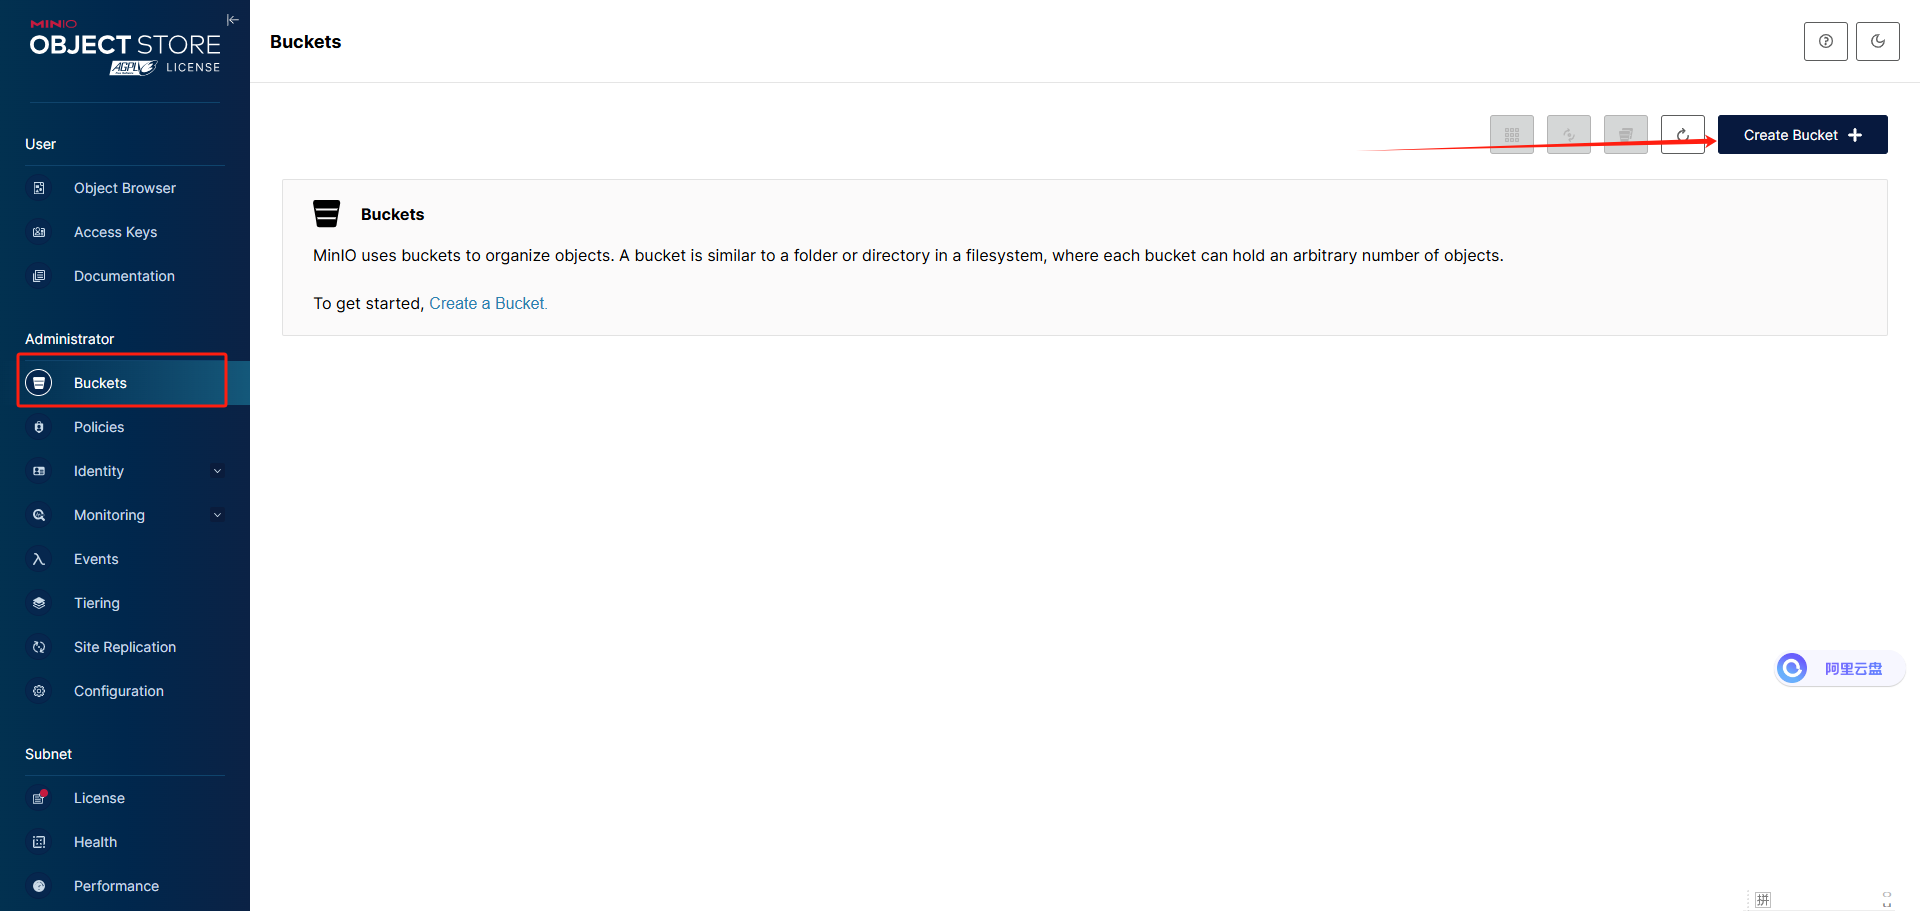 MINIO
OBJECT STORE
AGPLv3 LICENSE
User
Object Browser
Access Keys
Documentation
Administrator
Buckets
Policies
Identity
Monitoring
Events
Tiering
Site Replication
Configuration
Subnet
License
Health
Performance
Buckets
Create Bucket
Buckets
MinIO uses buckets to organize objects. A bucket is similar to a folder or directory in a filesystem, where each bucket can hold an arbitrary number of objects.
To get started, Create a Bucket.
阿里云盘
拼